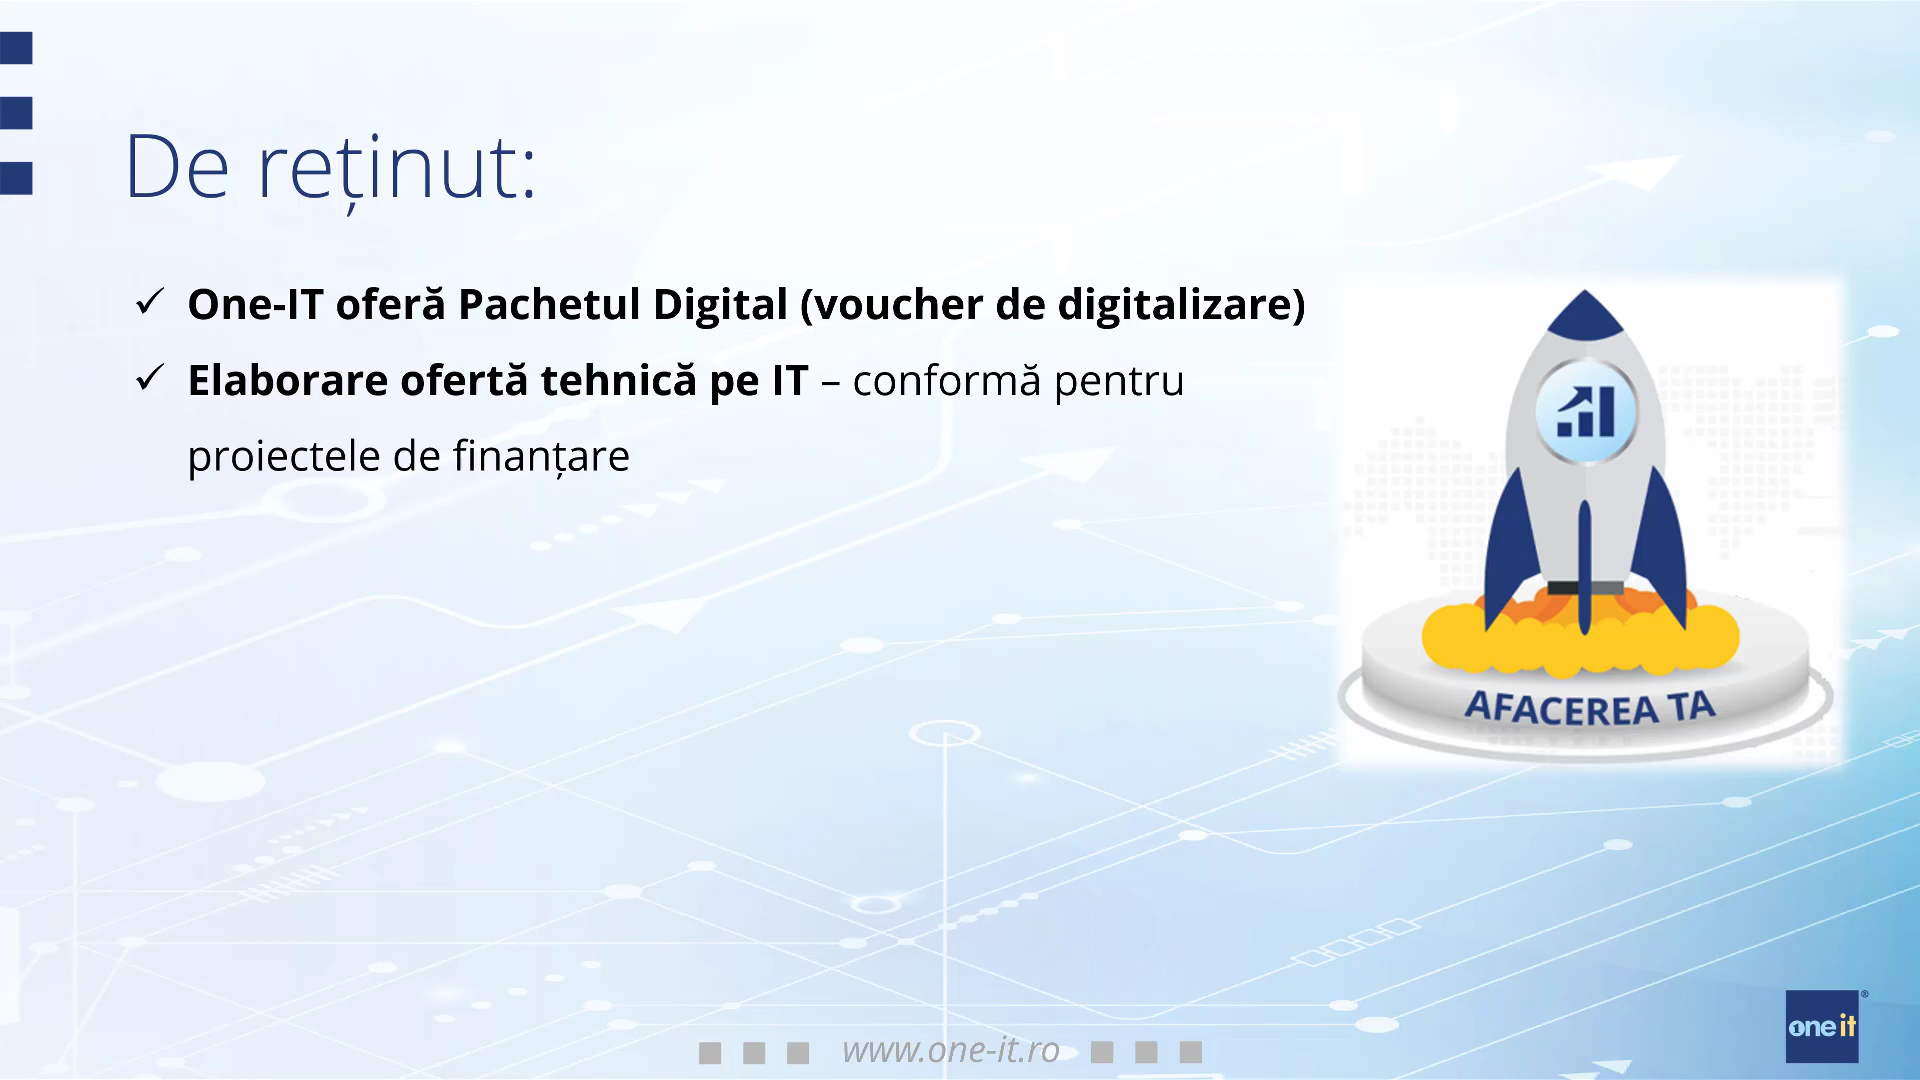 De reținut:
✓ One-IT oferă Pachetul Digital (voucher de digitalizare)
✓ Elaborare ofertă tehnică pe IT – conformă pentru
proiectele de finanțare
AFACEREA TA
www.one-it.ro
one it ®